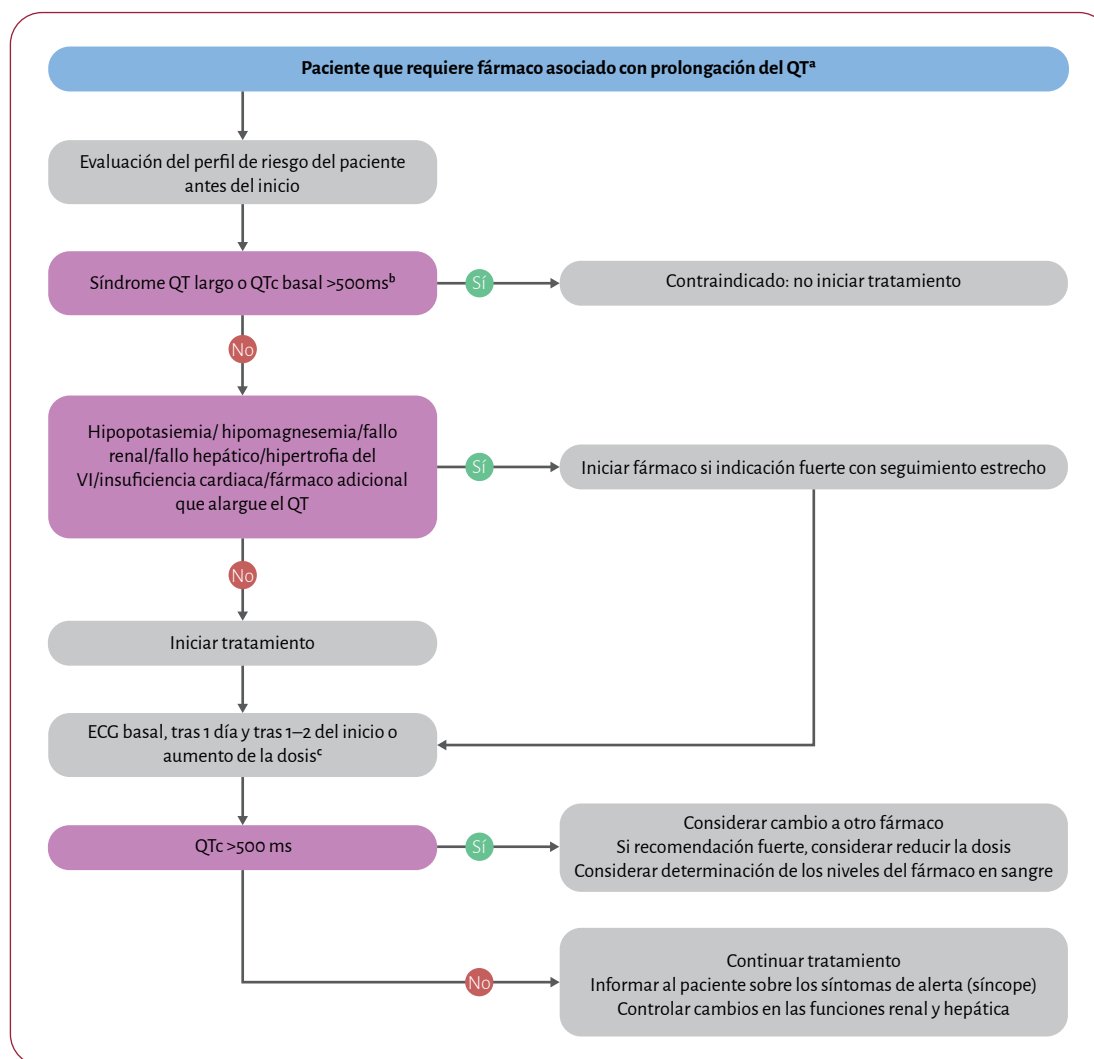 Paciente que requiere fármaco asociado con prolongación del QTª
Evaluación del perfil de riesgo del paciente
antes del inicio
Síndrome QT largo o QTc basal >500msᵇ
Sí
Contraindicado: no iniciar tratamiento
No
Hipopotasiemia/ hipomagnesemia/fallo
renal/fallo hepático/hipertrofia del
VI/insuficiencia cardiaca/fármaco adicional
que alargue el QT
Sí
Iniciar fármaco si indicación fuerte con seguimiento estrecho
No
Iniciar tratamiento
ECG basal, tras 1 día y tras 1–2 del inicio o
aumento de la dosisᶜ
QTc >500 ms
Sí
Considerar cambio a otro fármaco
Si recomendación fuerte, considerar reducir la dosis
Considerar determinación de los niveles del fármaco en sangre
No
Continuar tratamiento
Informar al paciente sobre los síntomas de alerta (síncope)
Controlar cambios en las funciones renal y hepática